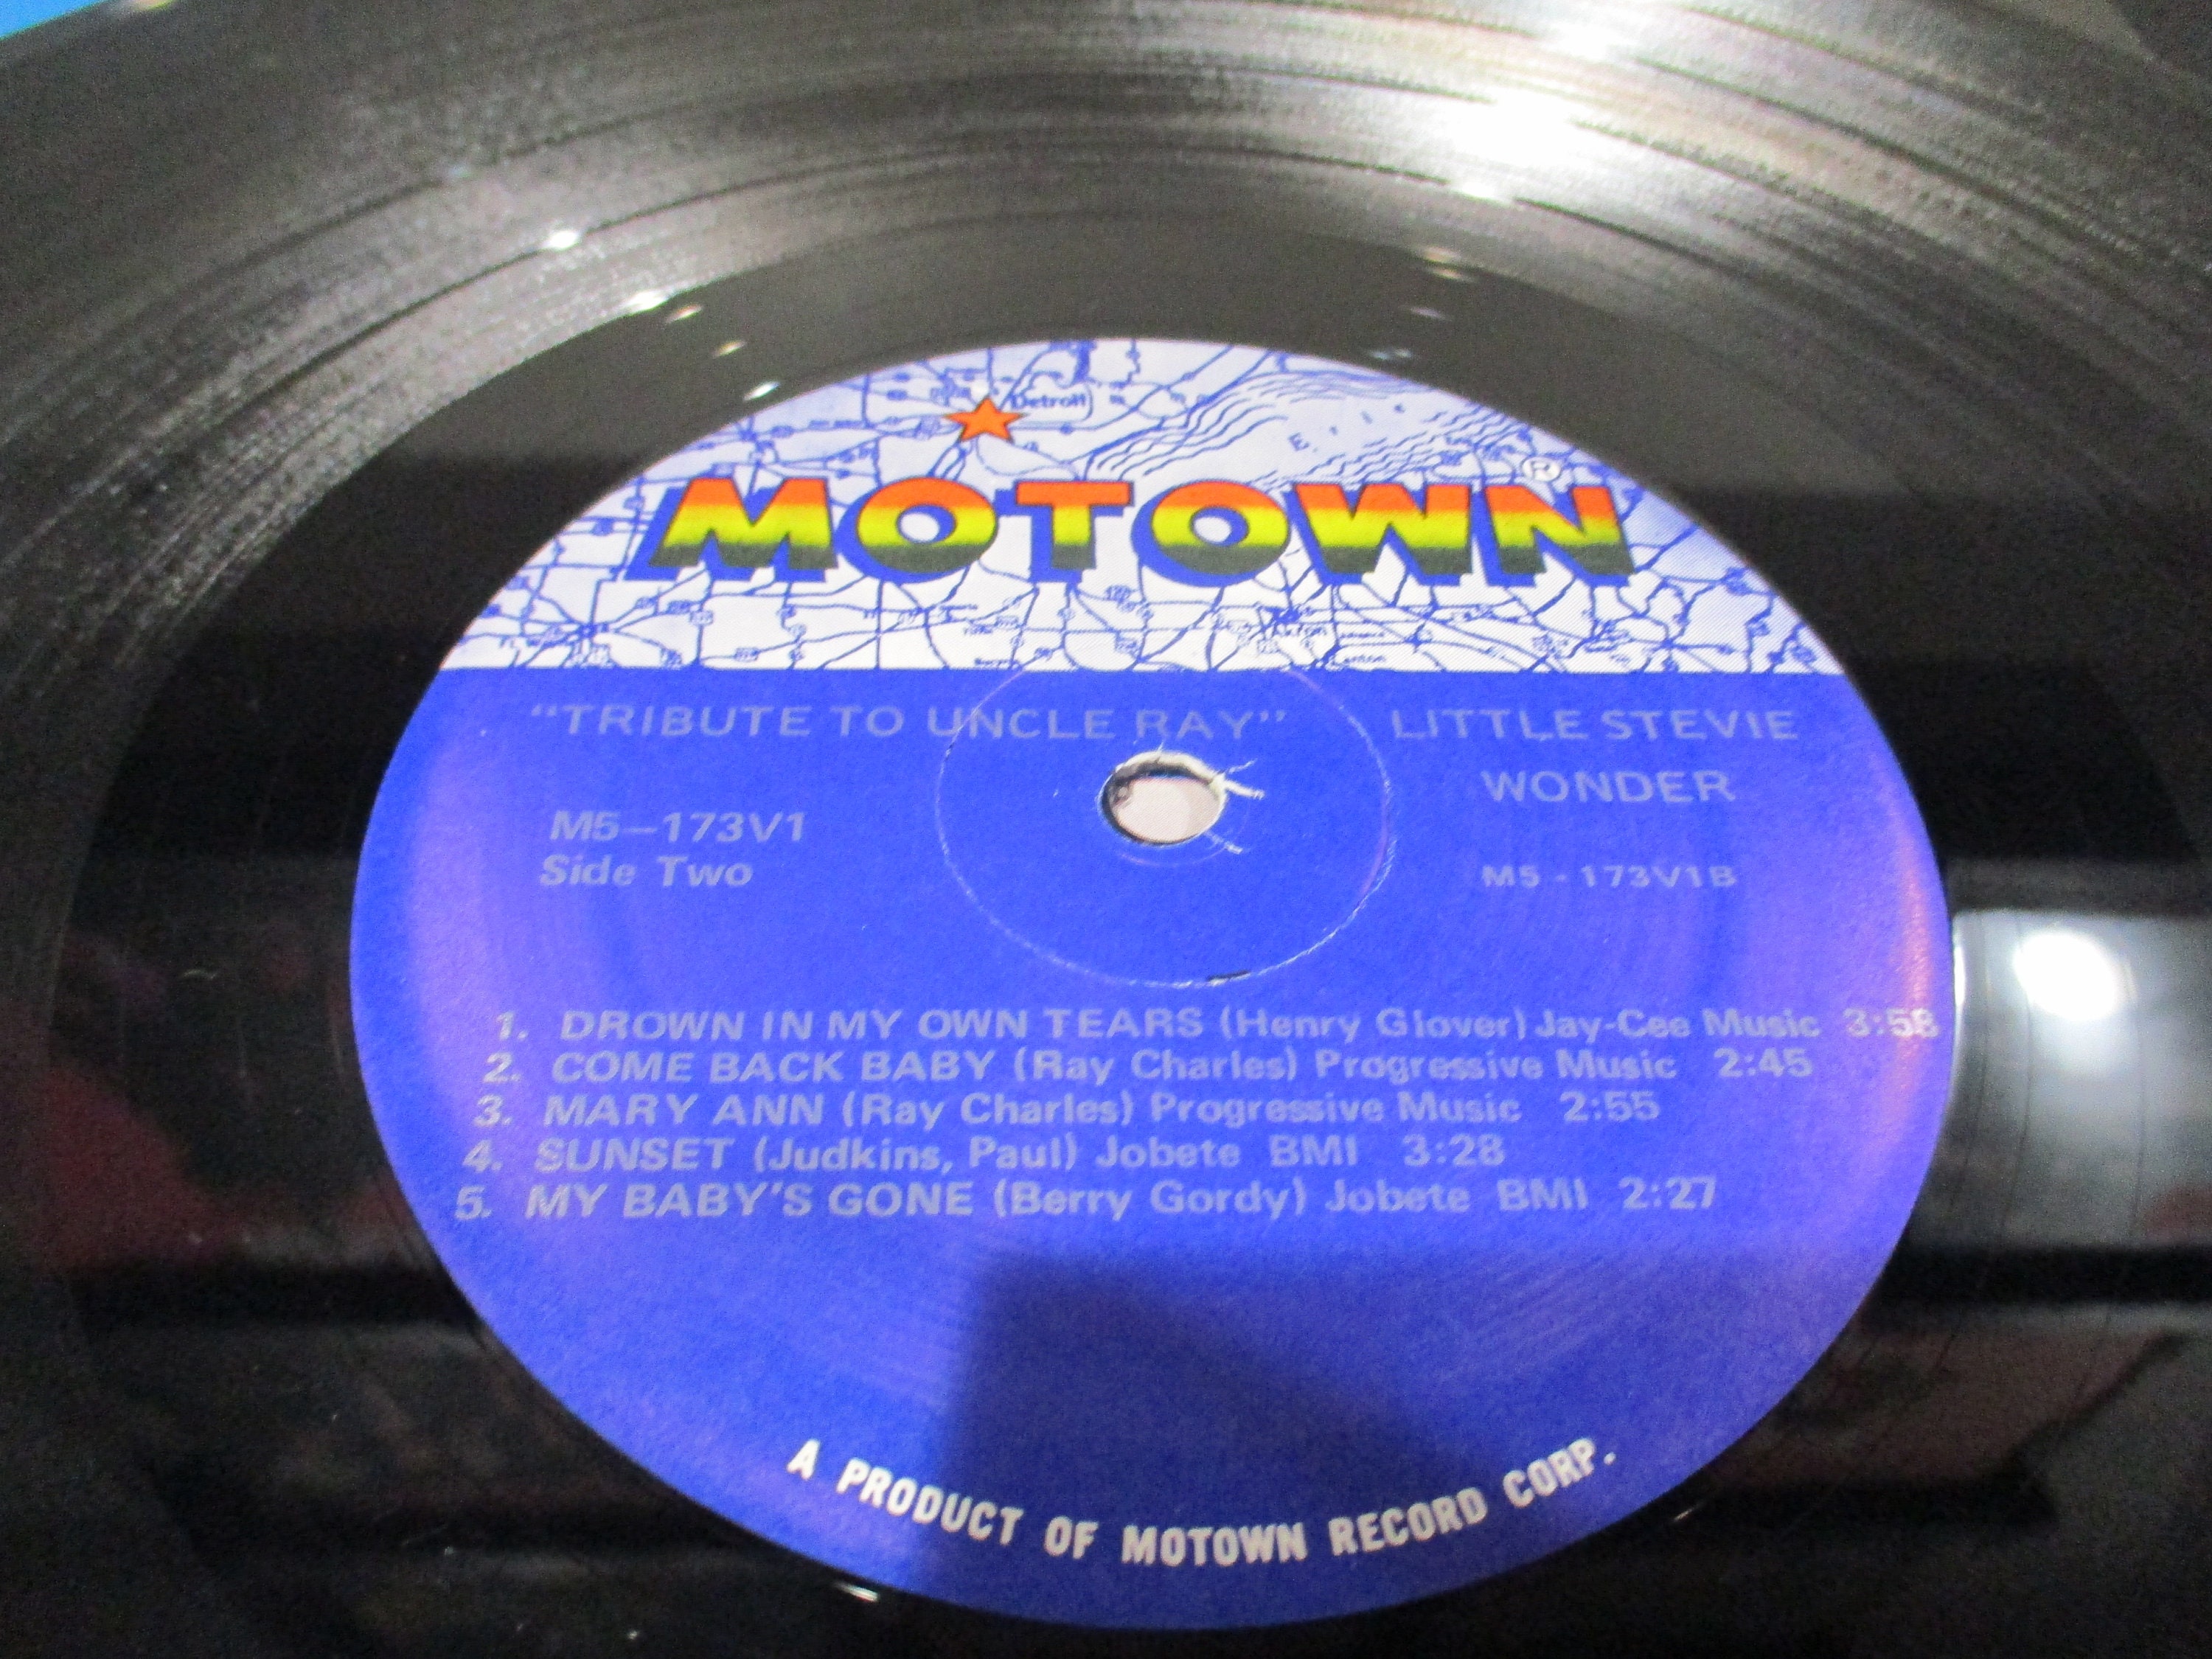 Detroit
E r i e
MOTOWN ®
"TRIBUTE TO UNCLE RAY" LITTLE STEVIE
WONDER
M5-173V1
Side Two
M5 - 173V1B
1. DROWN IN MY OWN TEARS (Henry Glover) Jay-Cee Music 3:58
2. COME BACK BABY (Ray Charles) Progressive Music 2:45
3. MARY ANN (Ray Charles) Progressive Music 2:55
4. SUNSET (Judkins, Paul) Jobete BMI 3:28
5. MY BABY'S GONE (Berry Gordy) Jobete BMI 2:27
A PRODUCT OF MOTOWN RECORD CORP.